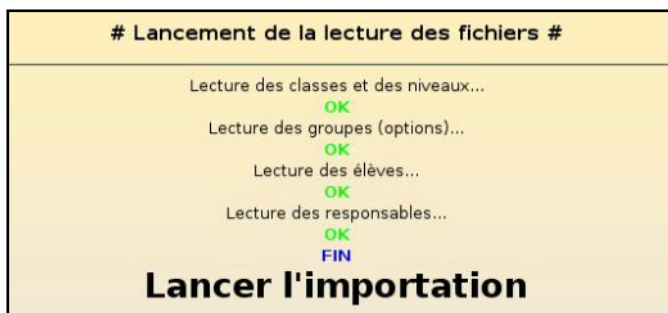 # Lancement de la lecture des fichiers #
Lecture des classes et des niveaux...
OK
Lecture des groupes (options)...
OK
Lecture des élèves...
OK
Lecture des responsables...
OK
FIN
Lancer l'importation